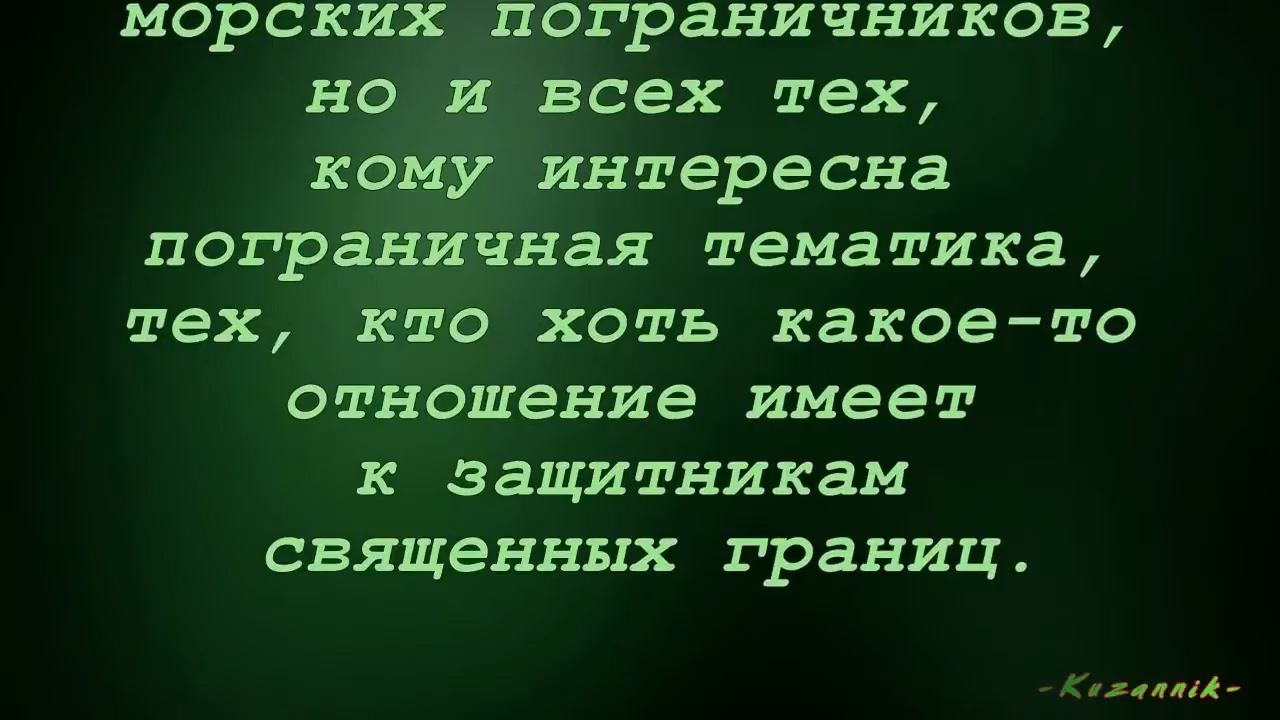 морских пограничников,
но и всех тех,
кому интересна
пограничная тематика,
тех, кто хоть какое-то
отношение имеет
к защитникам
священных границ.
-Kuzannik-